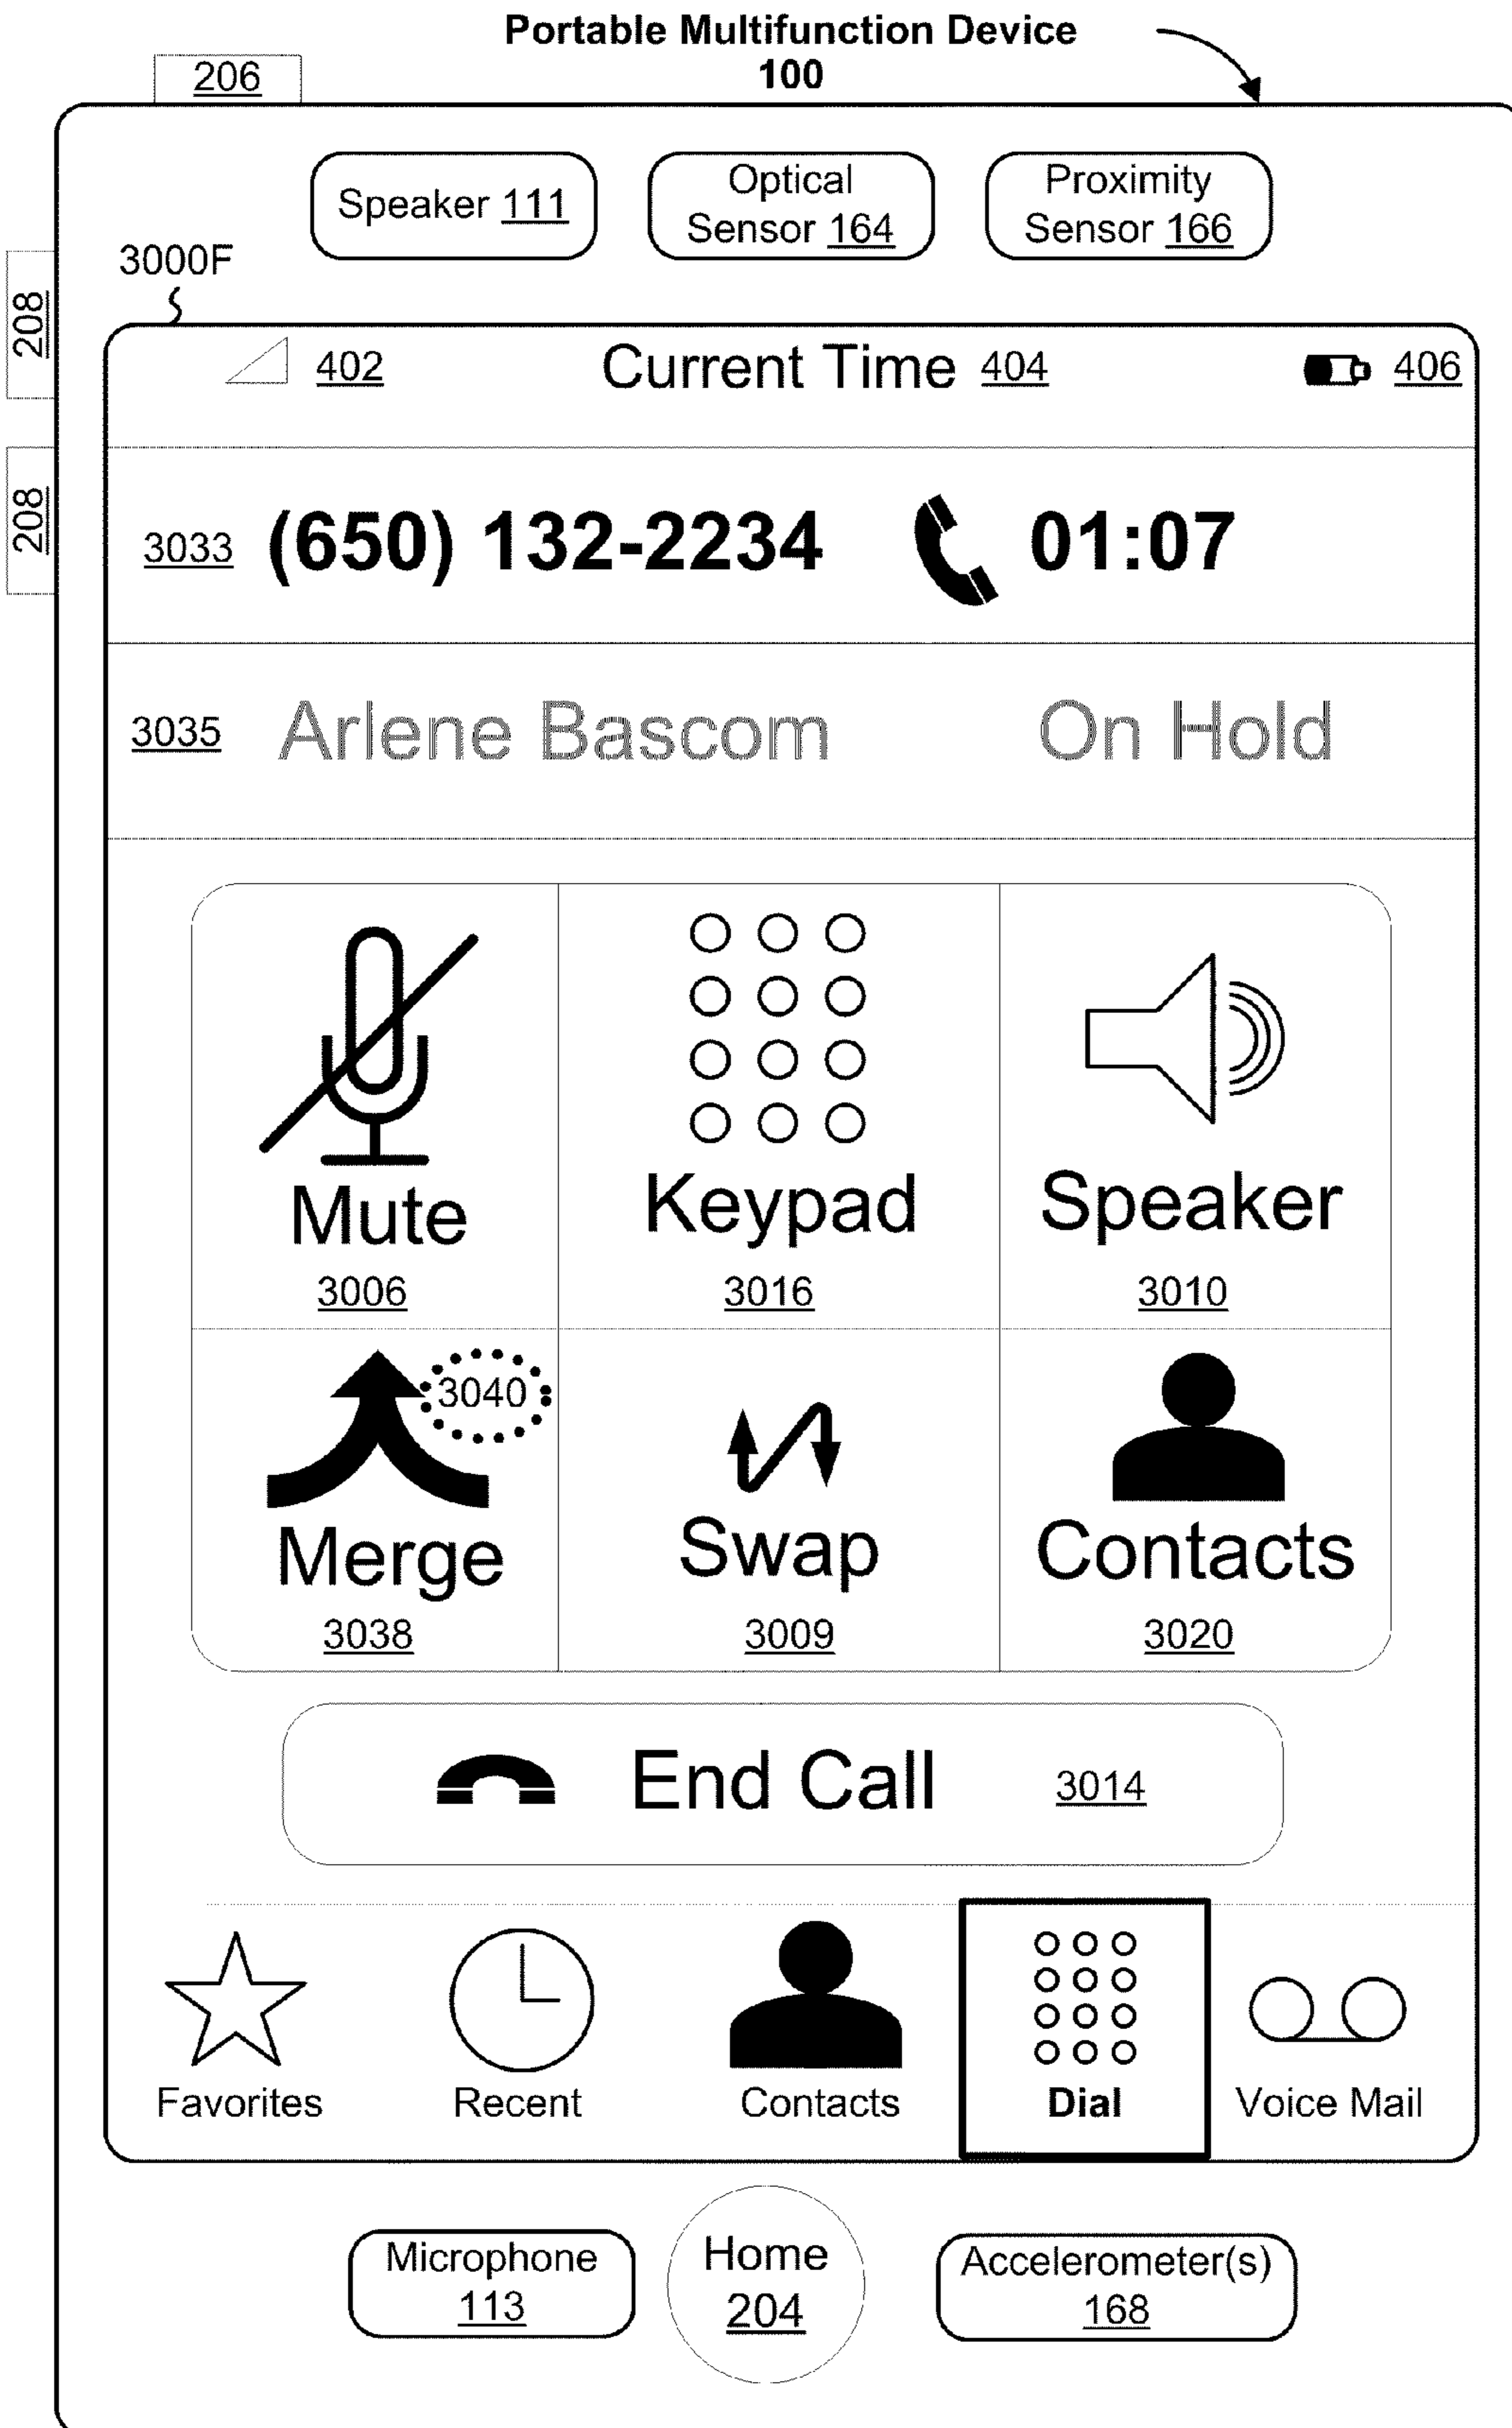 Portable Multifunction Device
100
206
Speaker 111
Optical
Sensor 164
Proximity
Sensor 166
3000F
208
208
402 Current Time 404 406
3033 (650) 132-2234 01:07
3035 Arlene Bascom On Hold
Mute
3006
Keypad
3016
Speaker
3010
3040
Merge
3038
Swap
3009
Contacts
3020
End Call 3014
Favorites
Recent
Contacts
Dial
Voice Mail
Microphone
113
Home
204
Accelerometer(s)
168